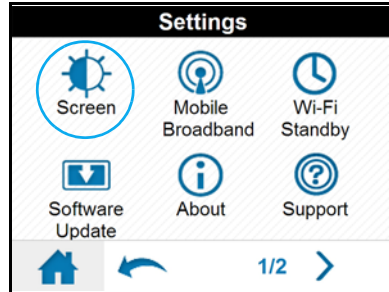 Settings
Screen
Mobile
Broadband
Wi-Fi
Standby
Software
Update
About
Support
1/2